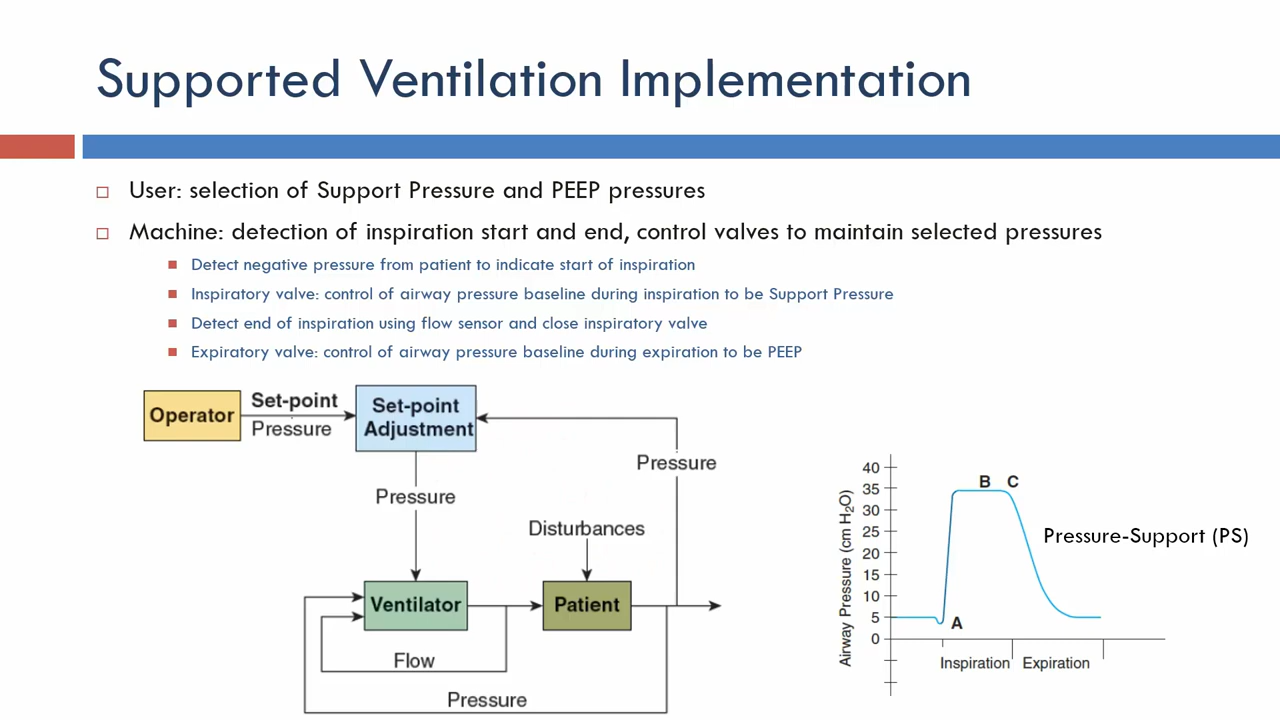 Supported Ventilation Implementation
User: selection of Support Pressure and PEEP pressures
Machine: detection of inspiration start and end, control valves to maintain selected pressures
Detect negative pressure from patient to indicate start of inspiration
Inspiratory valve: control of airway pressure baseline during inspiration to be Support Pressure
Detect end of inspiration using flow sensor and close inspiratory valve
Expiratory valve: control of airway pressure baseline during expiration to be PEEP
Operator
Set-point
Pressure
Set-point
Adjustment
Pressure
Pressure
Disturbances
Ventilator
Patient
Flow
Pressure
Airway Pressure (cm H₂O)
40
35
30
25
20
15
10
5
0
B C
A
Pressure-Support (PS)
Inspiration
Expiration